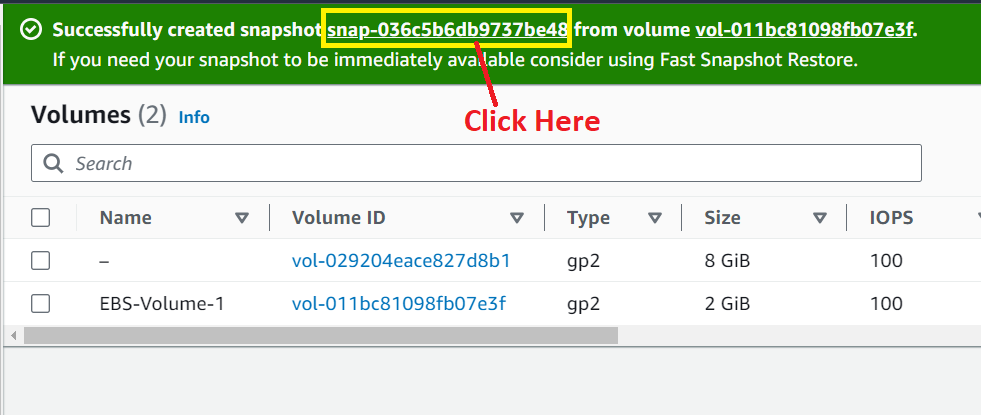 Successfully created snapshot snap-036c5b6db9737be48 from volume vol-011bc81098fb07e3f.
If you need your snapshot to be immediately available consider using Fast Snapshot Restore.
Click Here
Volumes (2) Info
Search
Name Volume ID Type Size IOPS
– vol-029204eace827d8b1 gp2 8 GiB 100
EBS-Volume-1 vol-011bc81098fb07e3f gp2 2 GiB 100